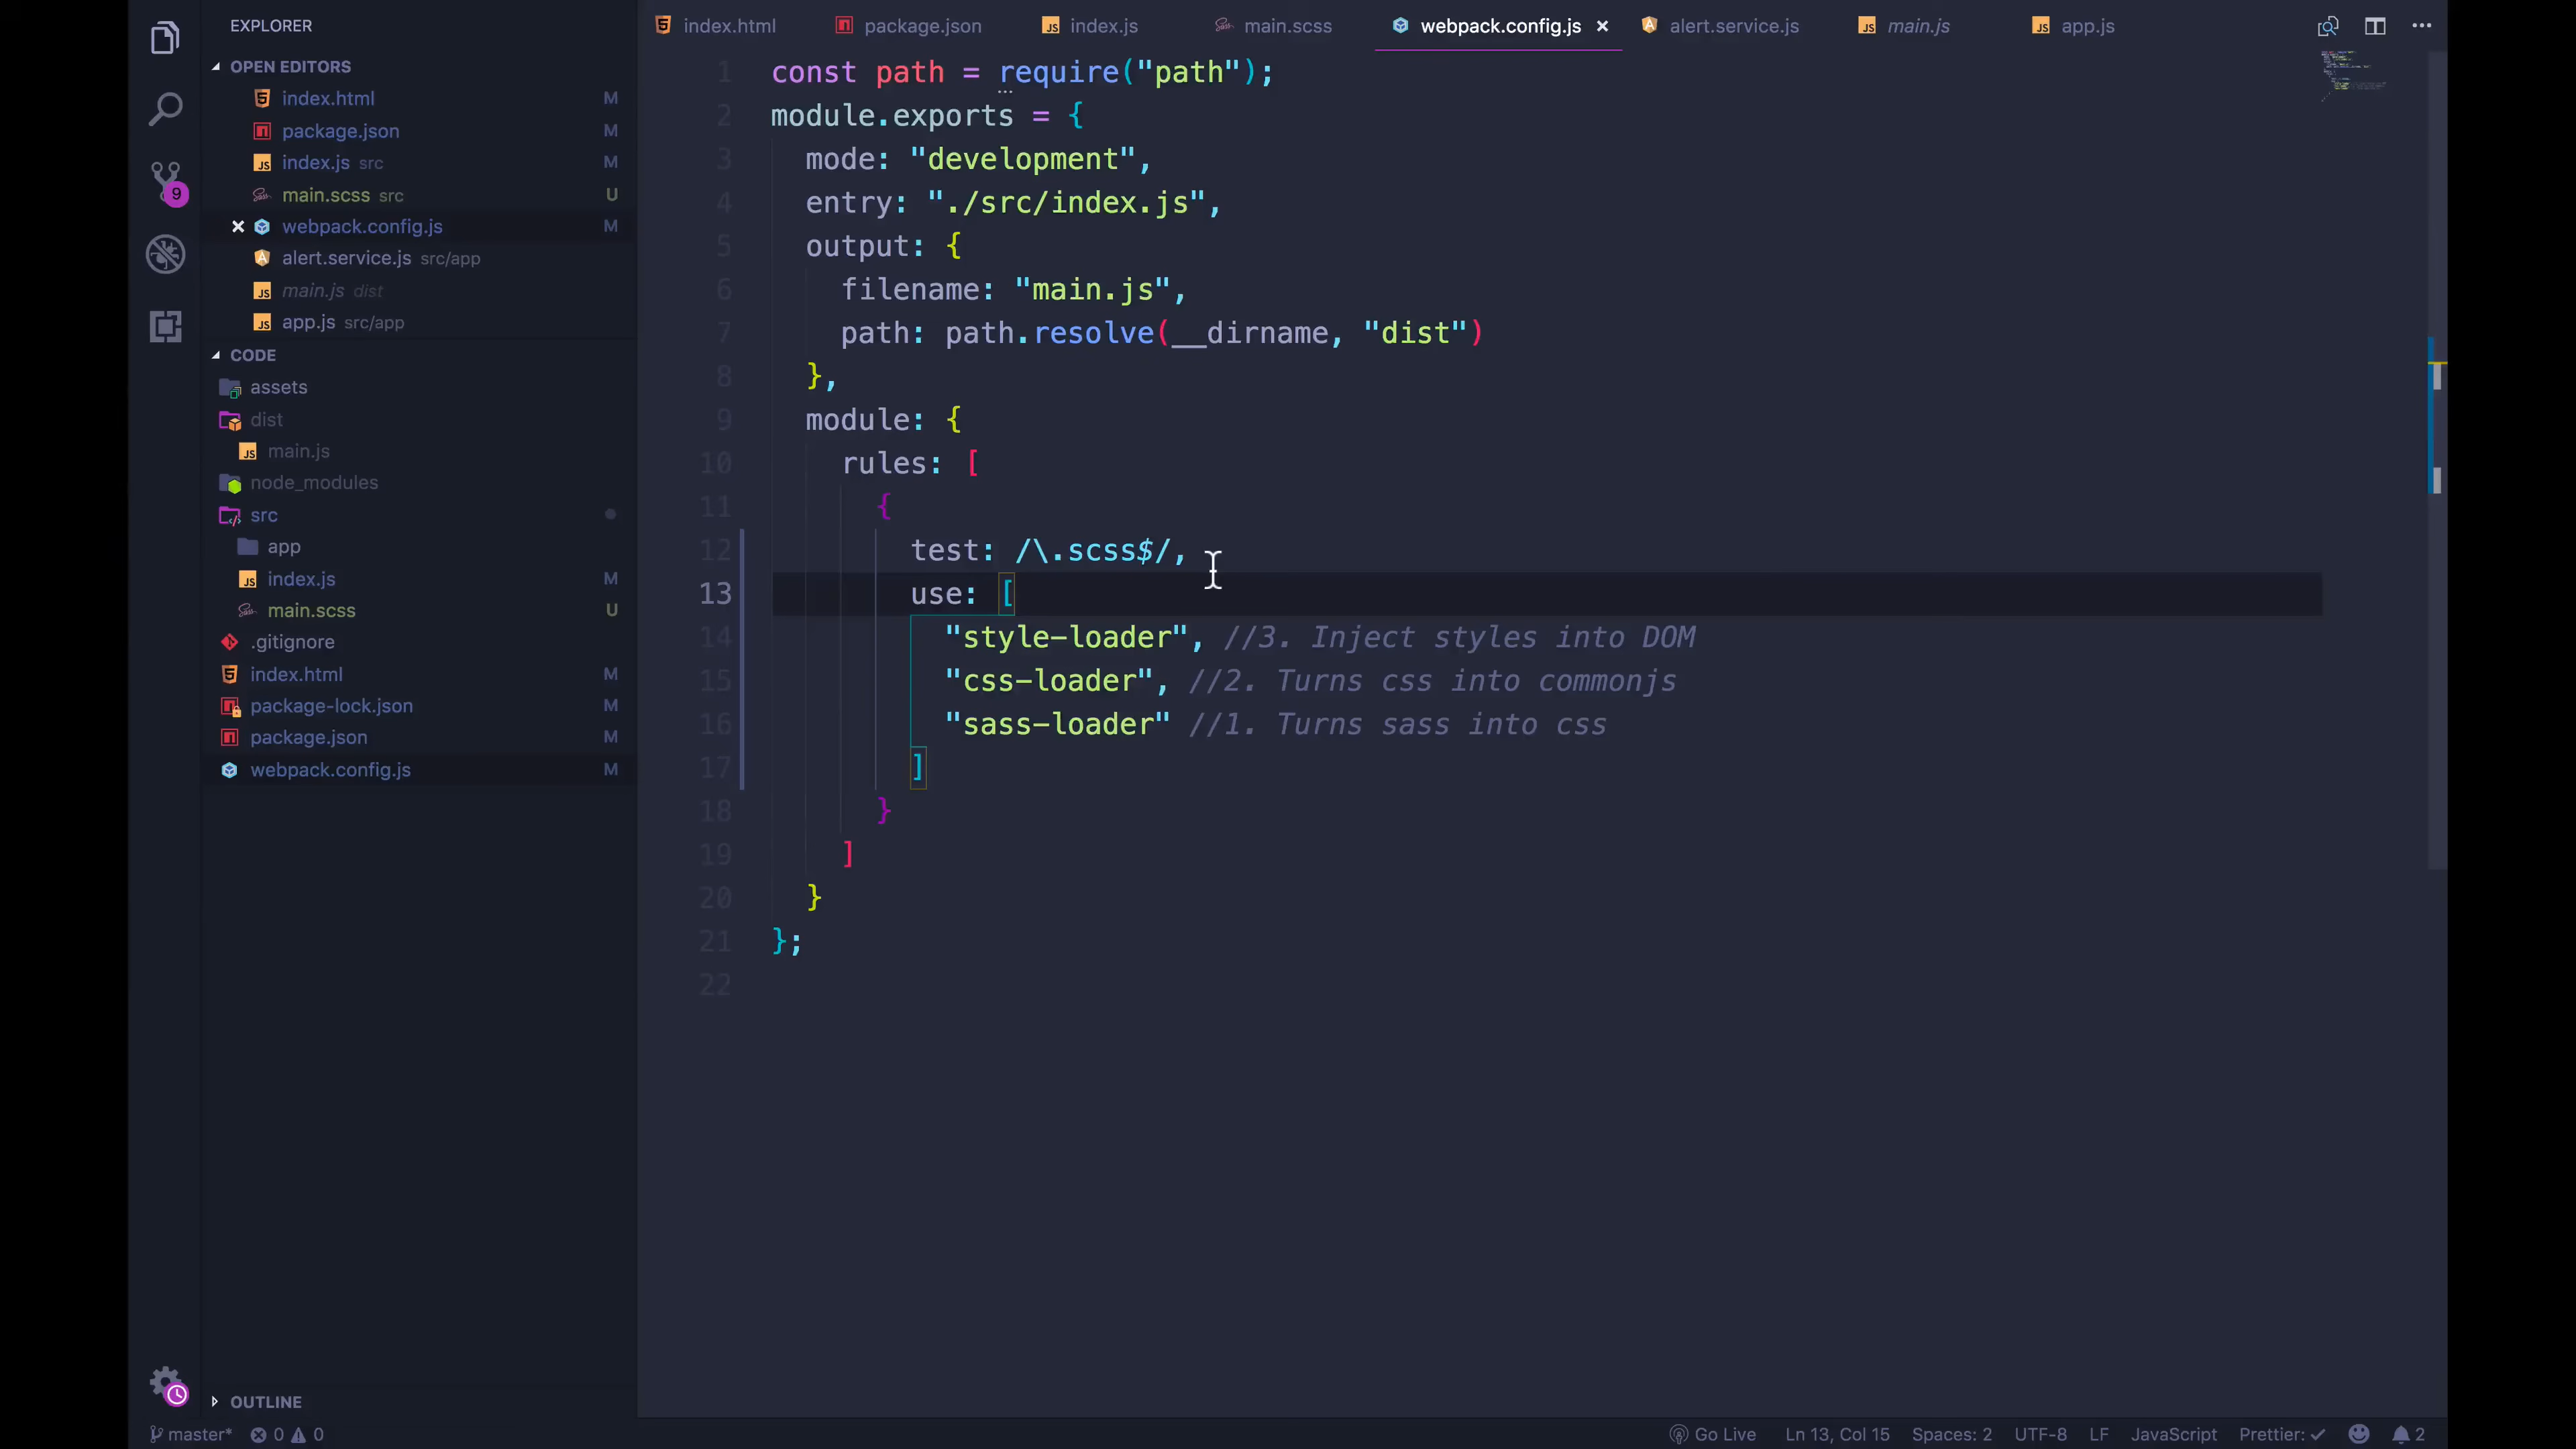 EXPLORER
OPEN EDITORS
index.html M
package.json M
index.js src M
main.scss src U
webpack.config.js M
alert.service.js src/app
main.js dist
app.js src/app
CODE
assets
dist
main.js
node_modules
src
app
index.js M
main.scss U
.gitignore
index.html M
package-lock.json M
package.json M
webpack.config.js M
OUTLINE
9
index.html package.json index.js main.scss webpack.config.js alert.service.js main.js app.js
1 const path = require("path");
2 module.exports = {
3 mode: "development",
4 entry: "./src/index.js",
5 output: {
6 filename: "main.js",
7 path: path.resolve(__dirname, "dist")
8 },
9 module: {
10 rules: [
11 {
12 test: /\.scss$/,
13 use: [
14 "style-loader", //3. Inject styles into DOM
15 "css-loader", //2. Turns css into commonjs
16 "sass-loader" //1. Turns sass into css
17 ]
18 }
19 ]
20 }
21 };
22
master* 0 0 Go Live Ln 13, Col 15 Spaces: 2 UTF-8 LF JavaScript Prettier: ✓ 2